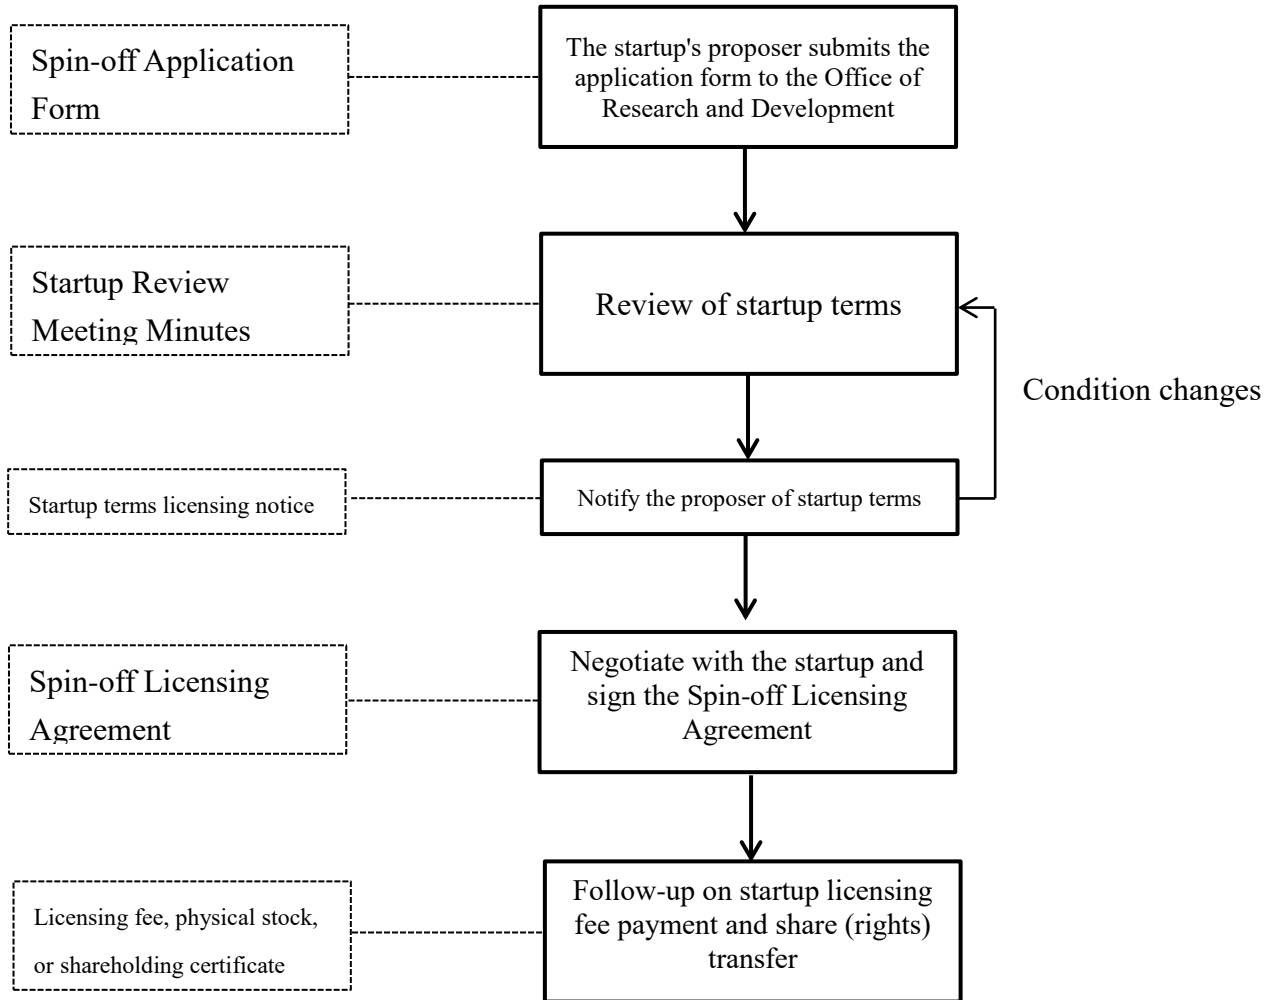 Spin-off Application
Form
The startup's proposer submits the
application form to the Office of
Research and Development
Startup Review
Meeting Minutes
Review of startup terms
Condition changes
Startup terms licensing notice
Notify the proposer of startup terms
Spin-off Licensing
Agreement
Negotiate with the startup and
sign the Spin-off Licensing
Agreement
Licensing fee, physical stock,
or shareholding certificate
Follow-up on startup licensing
fee payment and share (rights)
transfer